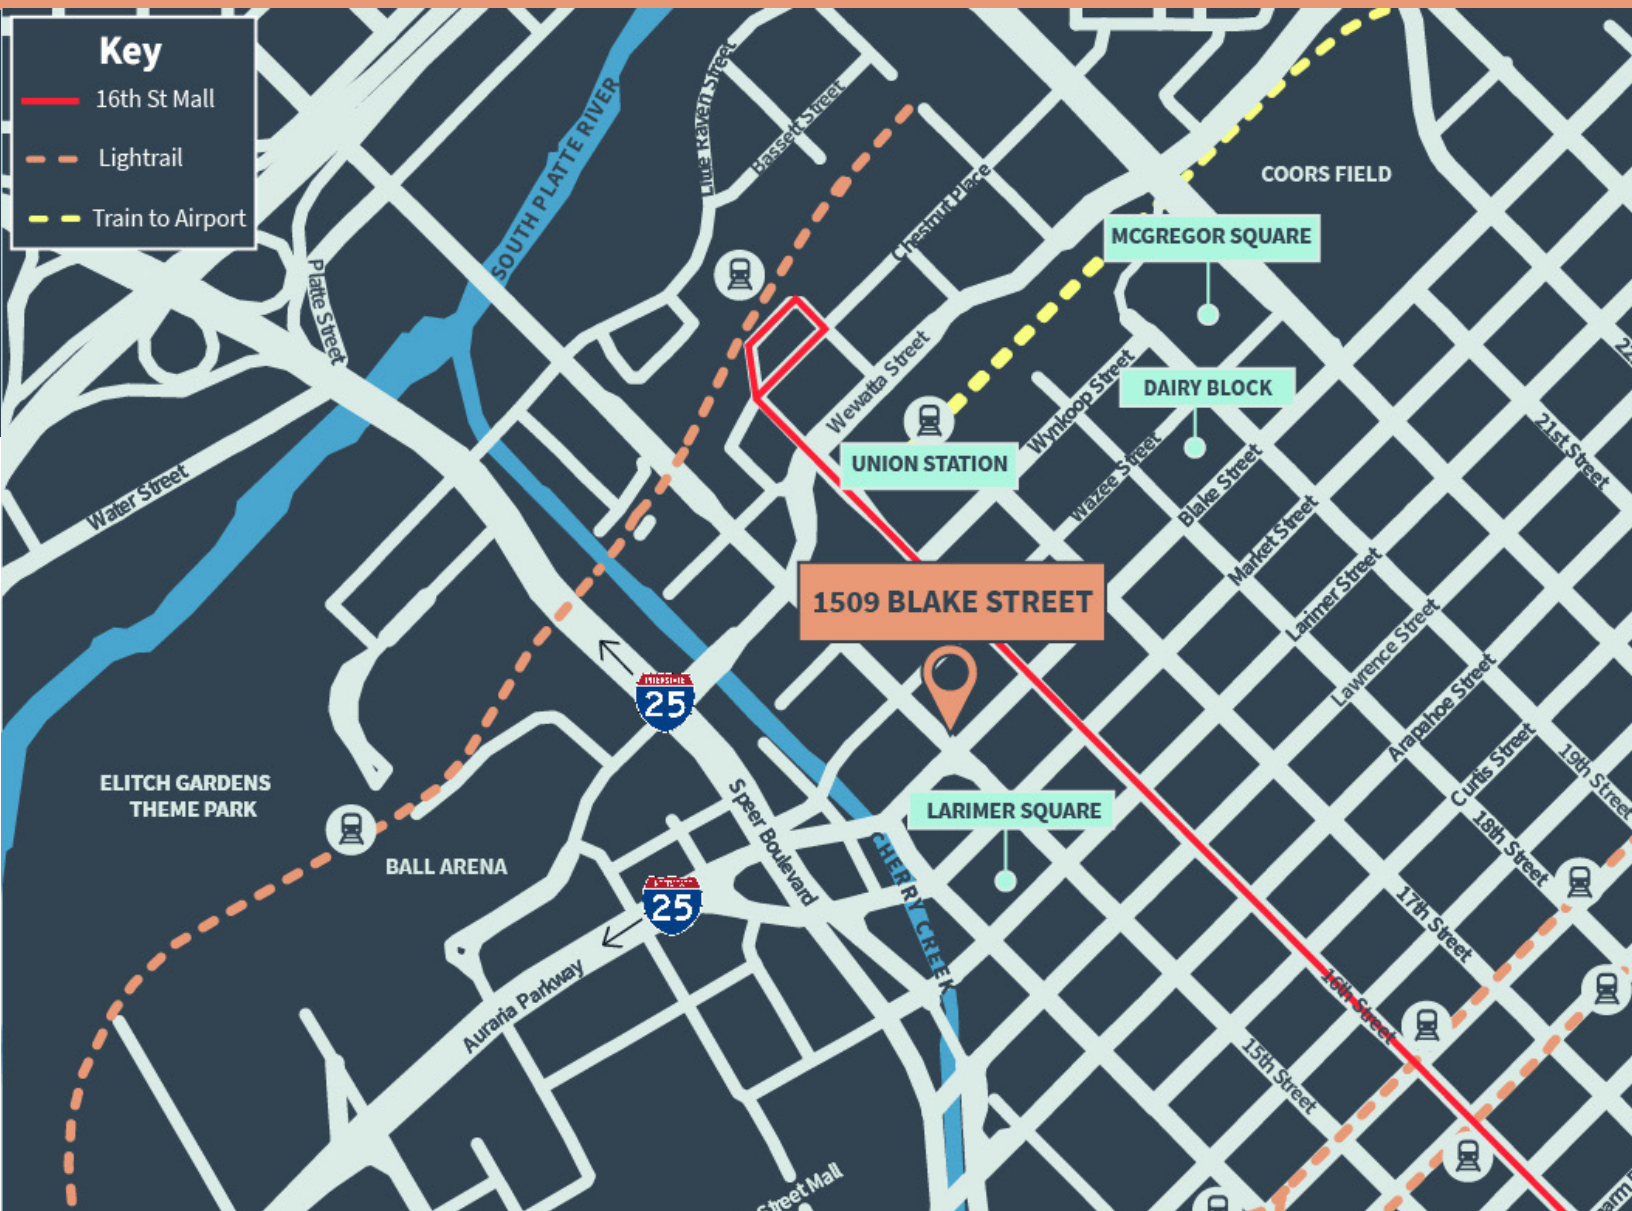 Key
16th St Mall
Lightrail
Train to Airport
SOUTH PLATTE RIVER
Little Raven Street
Bassett Street
Chestnut Place
COORS FIELD
MCGREGOR SQUARE
Platte Street
Wewatta Street
Wynkoop Street
DAIRY BLOCK
UNION STATION
Wazee Street
Blake Street
21st Street
Water Street
Market Street
Larimer Street
1509 BLAKE STREET
Lawrence Street
Arapahoe Street
INTERSTATE
25
Curtis Street
19th Street
ELITCH GARDENS
THEME PARK
Speer Boulevard
LARIMER SQUARE
18th Street
BALL ARENA
CHERRY CREEK
25
17th Street
Auraria Parkway
16th Street
15th Street
Street Mall